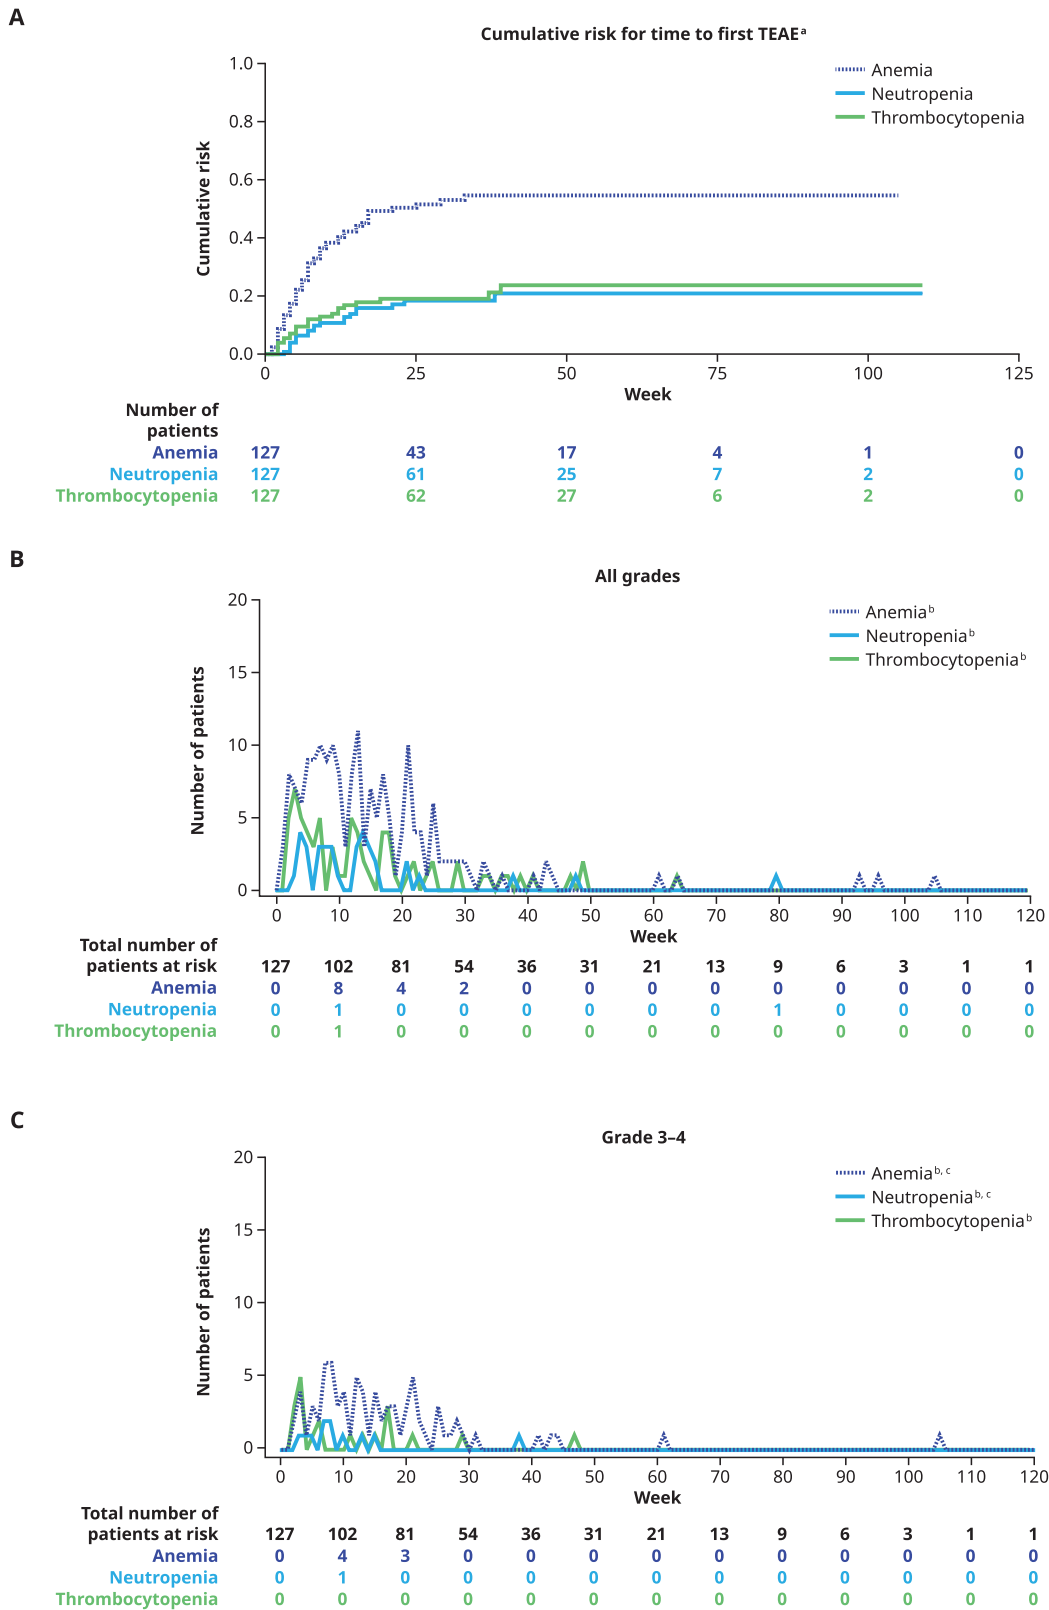 A
Cumulative risk for time to first TEAEᵃ
Anemia
Neutropenia
Thrombocytopenia
1.0
0.8
0.6
0.4
0.2
0.0
Cumulative risk
0 25 50 75 100 125
Week
Number of
patients
Anemia 127 43 17 4 1 0
Neutropenia 127 61 25 7 2 0
Thrombocytopenia 127 62 27 6 2 0
B
All grades
Anemiaᵇ
Neutropeniaᵇ
Thrombocytopeniaᵇ
20
15
10
5
0
Number of patients
0 10 20 30 40 50 60 70 80 90 100 110 120
Week
Total number of
patients at risk 127 102 81 54 36 31 21 13 9 6 3 1 1
Anemia 0 8 4 2 0 0 0 0 0 0 0 0 0
Neutropenia 0 1 0 0 0 0 0 0 1 0 0 0 0
Thrombocytopenia 0 1 0 0 0 0 0 0 0 0 0 0 0
C
Grade 3–4
Anemiaᵇ, ᶜ
Neutropeniaᵇ, ᶜ
Thrombocytopeniaᵇ
20
15
10
5
0
Number of patients
0 10 20 30 40 50 60 70 80 90 100 110 120
Week
Total number of
patients at risk 127 102 81 54 36 31 21 13 9 6 3 1 1
Anemia 0 4 3 0 0 0 0 0 0 0 0 0 0
Neutropenia 0 1 0 0 0 0 0 0 0 0 0 0 0
Thrombocytopenia 0 0 0 0 0 0 0 0 0 0 0 0 0